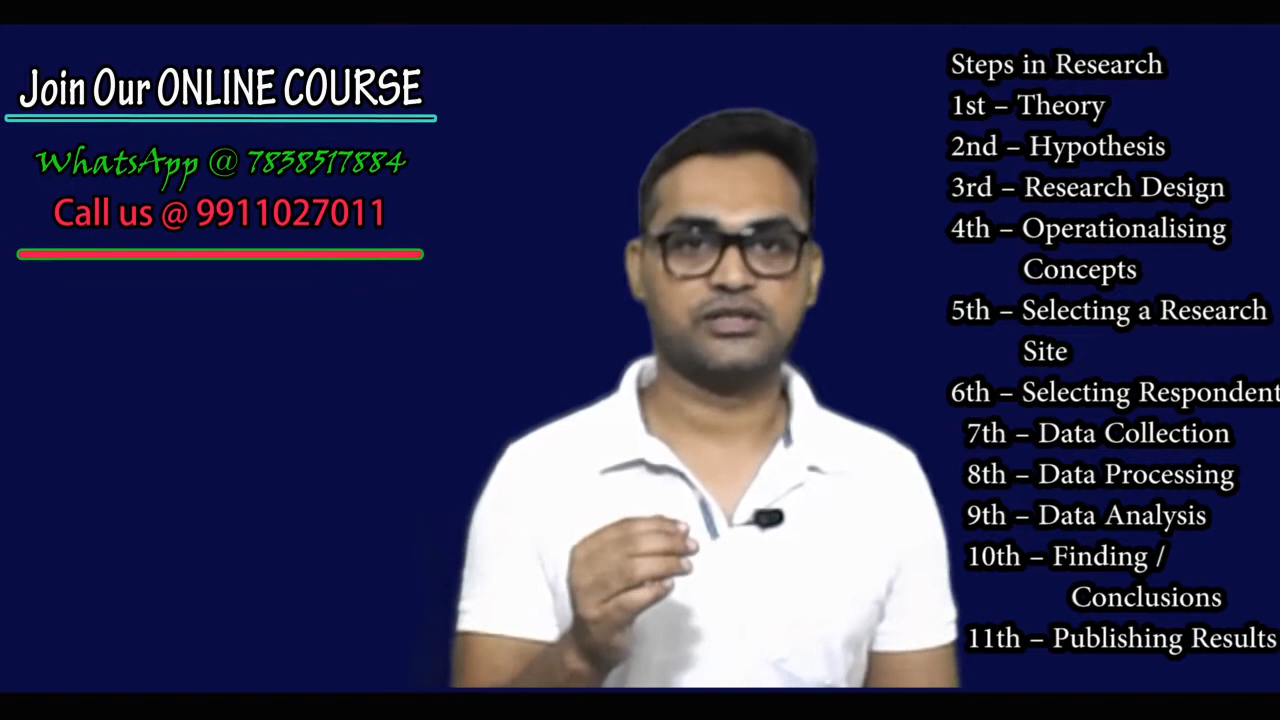 Join Our ONLINE COURSE
WhatsApp @ 7838517884
Call us @ 9911027011
Steps in Research
1st – Theory
2nd – Hypothesis
3rd – Research Design
4th – Operationalising
Concepts
5th – Selecting a Research
Site
6th – Selecting Respondent
7th – Data Collection
8th – Data Processing
9th – Data Analysis
10th – Finding /
Conclusions
11th – Publishing Results